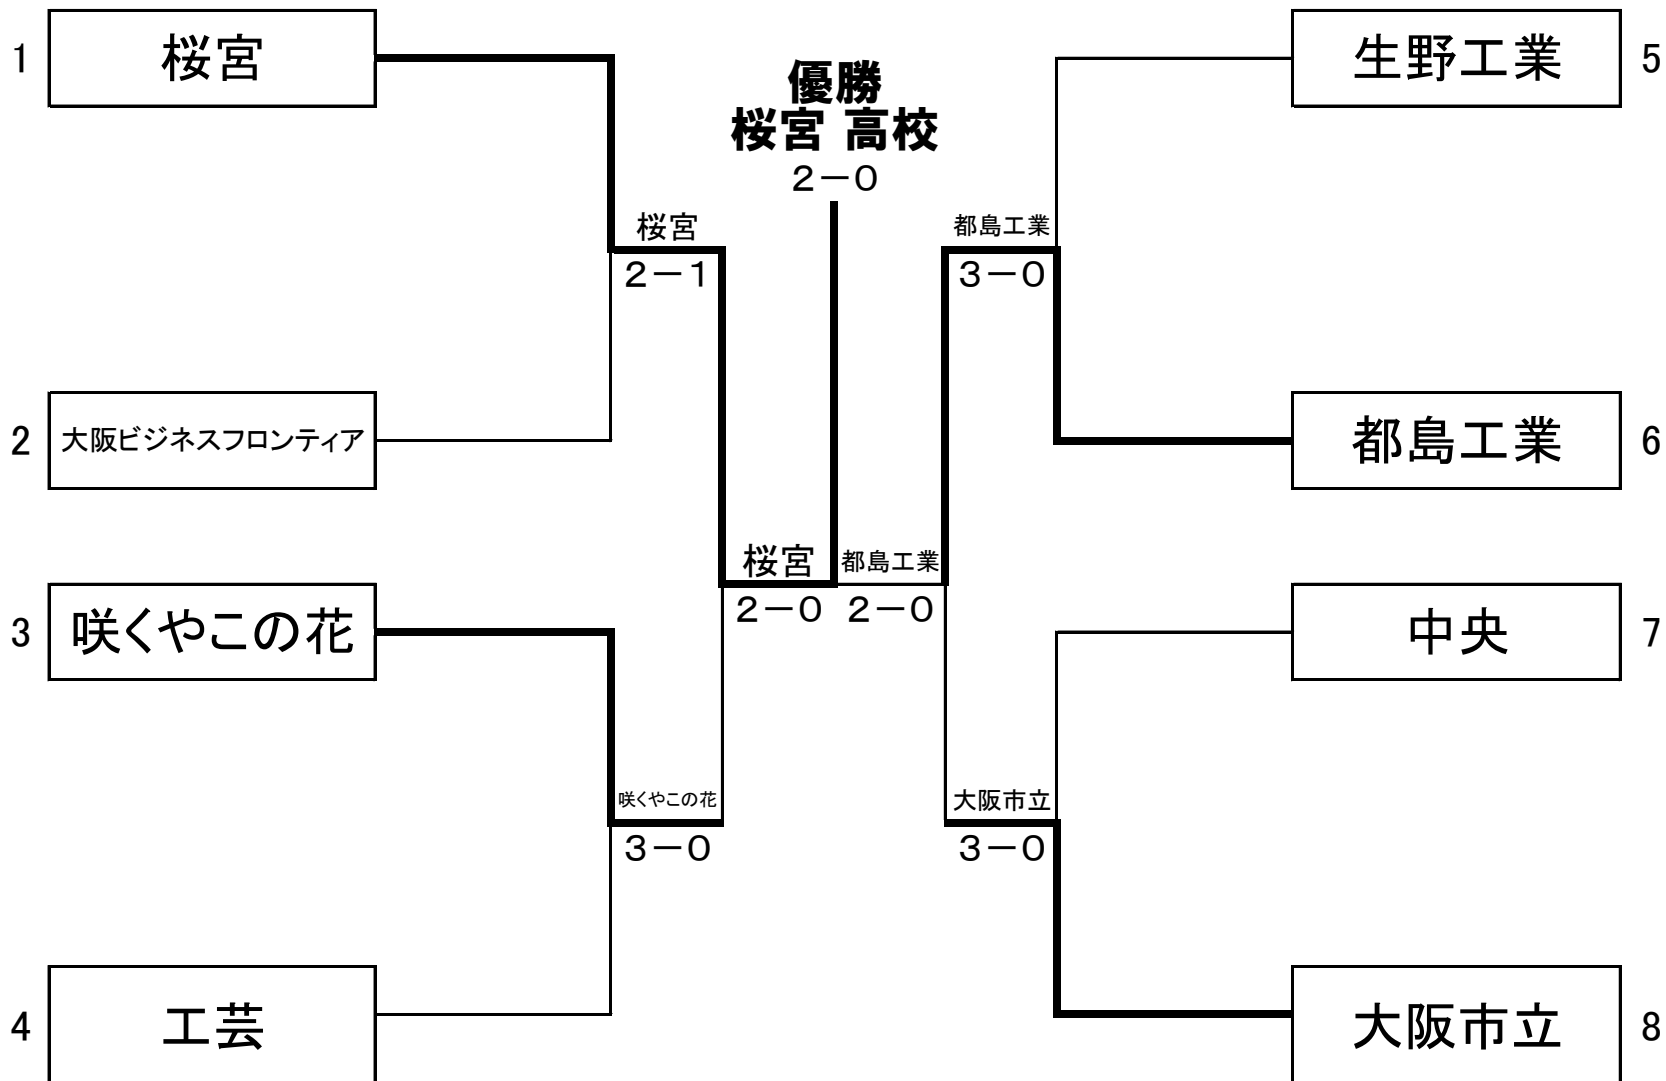 1
桜宮
生野工業
5
優勝
桜宮 高校
2－0
桜宮
2－1
都島工業
3－0
2
大阪ビジネスフロンティア
都島工業
6
桜宮
2－0
都島工業
2－0
3
咲くやこの花
中央
7
咲くやこの花
3－0
大阪市立
3－0
4
工芸
大阪市立
8